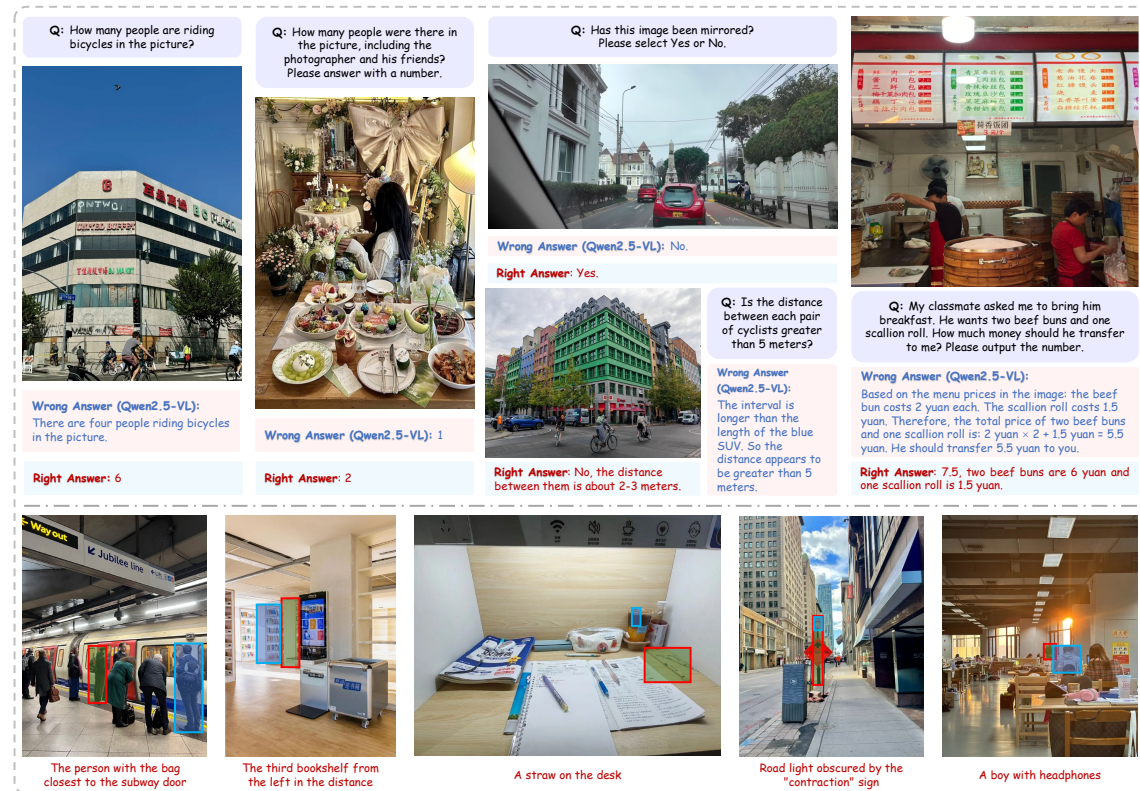 Q: How many people are riding
bicycles in the picture?
Wrong Answer (Qwen2.5-VL):
There are four people riding bicycles
in the picture.
Right Answer: 6
Q: How many people were there in
the picture, including the
photographer and his friends?
Please answer with a number.
Wrong Answer (Qwen2.5-VL): 1
Right Answer: 2
Q: Has this image been mirrored?
Please select Yes or No.
Wrong Answer (Qwen2.5-VL): No.
Right Answer: Yes.
Q: Is the distance
between each pair
of cyclists greater
than 5 meters?
Wrong Answer
(Qwen2.5-VL):
The interval is
longer than the
length of the blue
SUV. So the
distance appears to
be greater than 5
meters.
Right Answer: No, the distance
between them is about 2-3 meters.
Q: My classmate asked me to bring him
breakfast. He wants two beef buns and one
scallion roll. How much money should he transfer
to me? Please output the number.
Wrong Answer (Qwen2.5-VL):
Based on the menu prices in the image: the beef
bun costs 2 yuan each. The scallion roll costs 1.5
yuan. Therefore, the total price of two beef buns
and one scallion roll is: 2 yuan × 2 + 1.5 yuan = 5.5
yuan. He should transfer 5.5 yuan to you.
Right Answer: 7.5, two beef buns are 6 yuan and
one scallion roll is 1.5 yuan.
UNITED BUFFET
Way out
Jubilee line
The person with the bag
closest to the subway door
The third bookshelf from
the left in the distance
A straw on the desk
Road light obscured by the
"contraction" sign
A boy with headphones